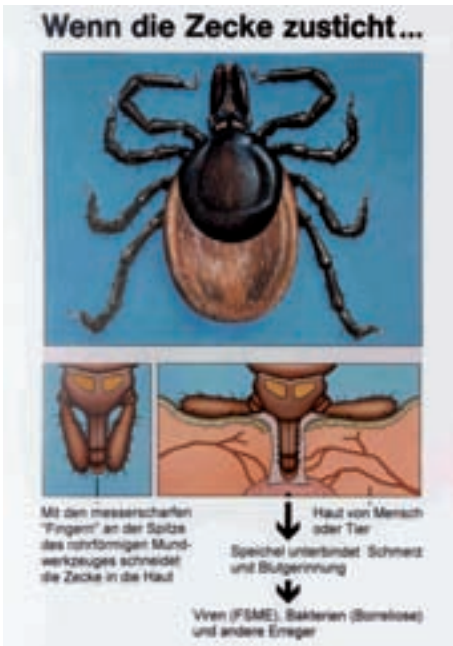 Wenn die Zecke zusticht...
Mit den messerscharfen
"Fingern" an der Spitze
des rohrförmigen Mund-
werkzeuges schneidet
die Zecke in die Haut
Haut von Mensch
oder Tier
Speichel unterbindet Schmerz
und Blutgerinnung
Viren (FSME), Bakterien (Borreliose)
und andere Erreger